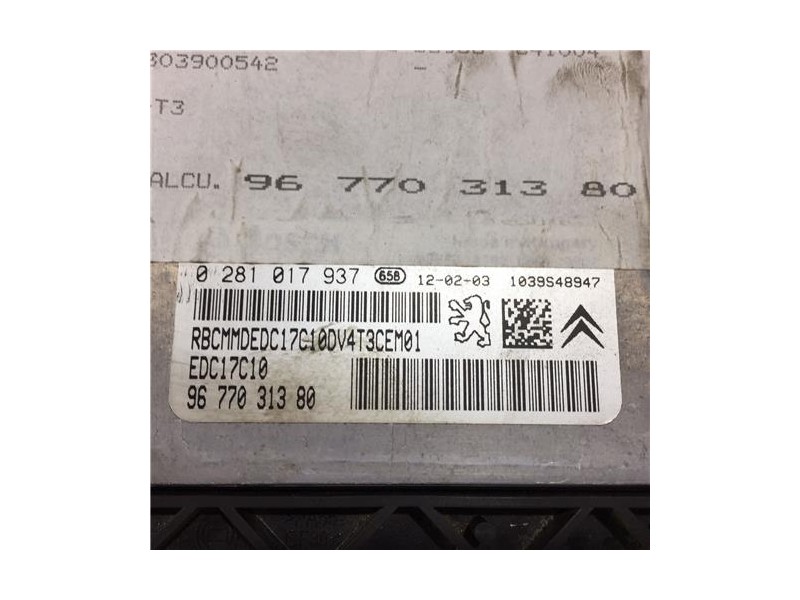 303900542
-T3
ALCU. 96 770 313 80
0 281 017 937 658 12-02-03 1039S48947
RBCMMDEDC17C10DV4T3CEM01
EDC17C10
96 770 313 80